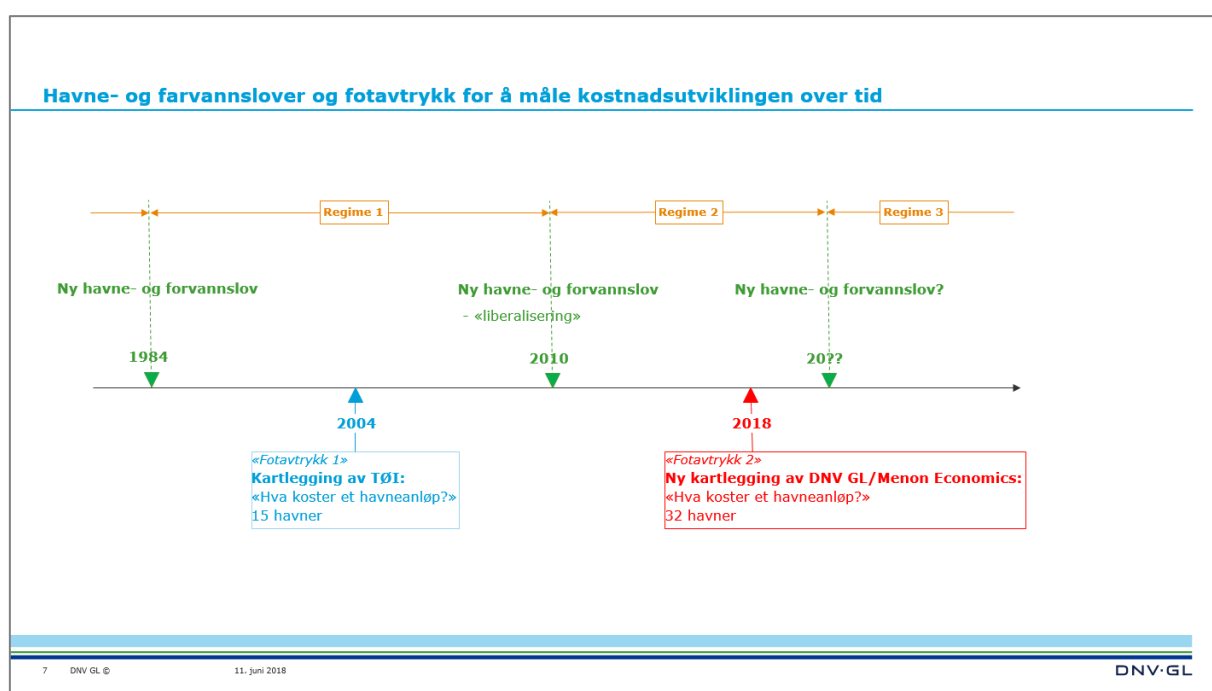 Havne- og farvannslover og fotavtrykk for å måle kostnadsutviklingen over tid
Regime 1
Regime 2
Regime 3
Ny havne- og forvannslov
Ny havne- og forvannslov
- «liberalisering»
Ny havne- og forvannslov?
1984
2010
20??
2004
2018
«Fotavtrykk 1»
Kartlegging av TØI:
«Hva koster et havneanløp?»
15 havner
«Fotavtrykk 2»
Ny kartlegging av DNV GL/Menon Economics:
«Hva koster et havneanløp?»
32 havner
7 DNV GL © 11. juni 2018
DNV·GL